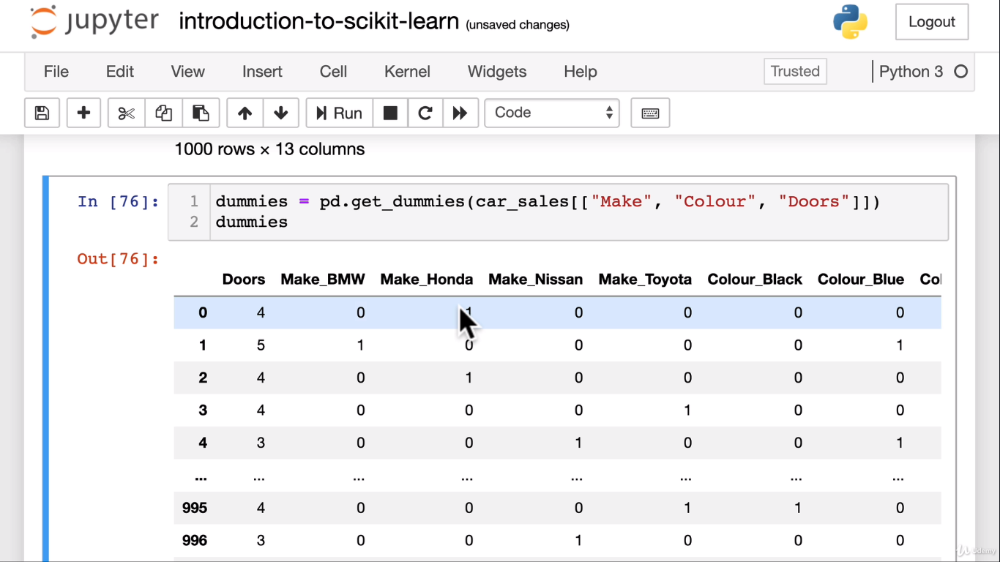 jupyter introduction-to-scikit-learn (unsaved changes) Logout
File Edit View Insert Cell Kernel Widgets Help Trusted Python 3
Run Code
1000 rows × 13 columns
In [76]: 1 dummies = pd.get_dummies(car_sales[["Make", "Colour", "Doors"]])
2 dummies
Out[76]:
Doors Make_BMW Make_Honda Make_Nissan Make_Toyota Colour_Black Colour_Blue Col
0 4 0 1 0 0 0 0
1 5 1 0 0 0 0 1
2 4 0 1 0 0 0 0
3 4 0 0 0 1 0 0
4 3 0 0 1 0 0 1
... ... ... ... ... ... ... ...
995 4 0 0 0 1 1 0
996 3 0 0 1 0 0 0
Udemy